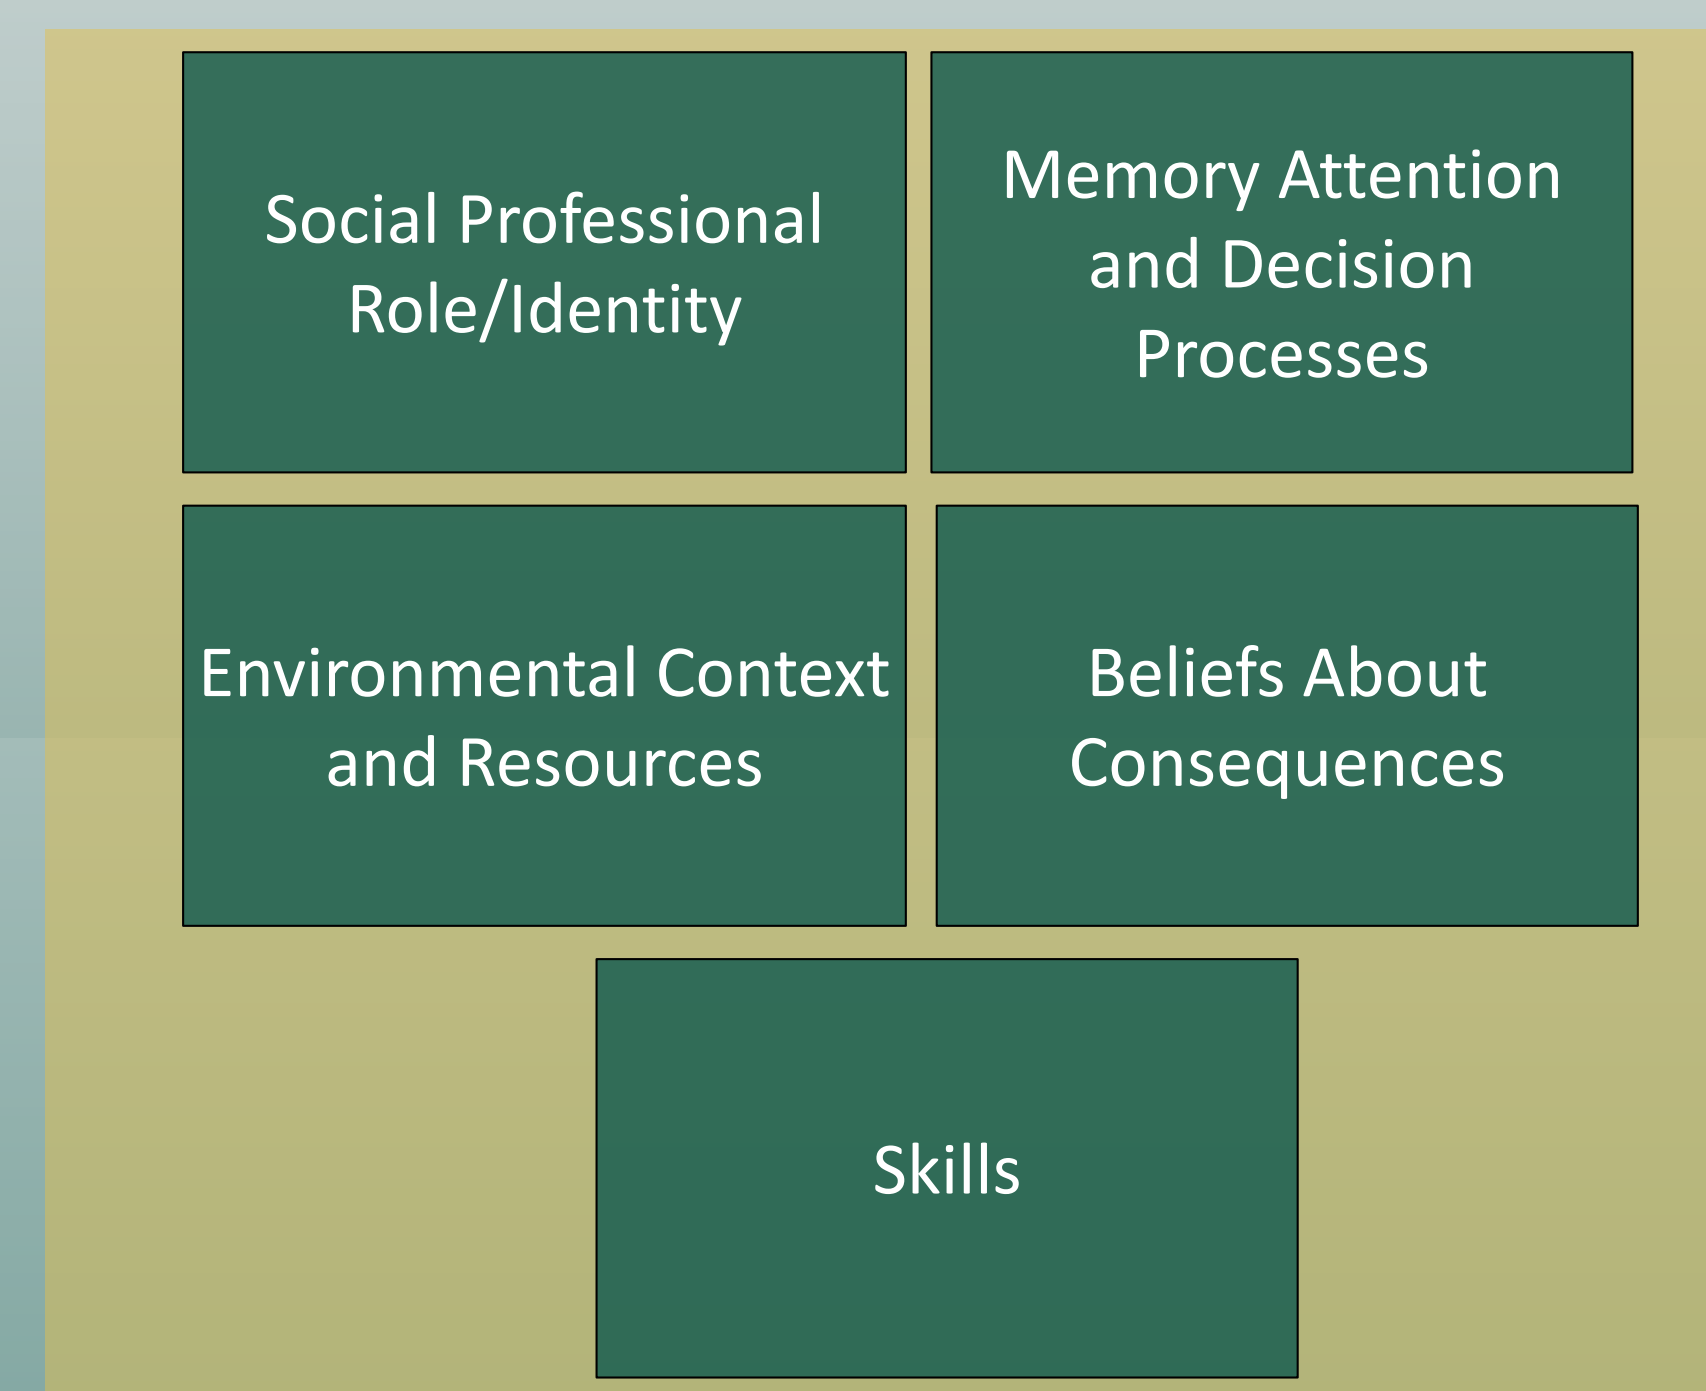 Social Professional
Role/Identity
Memory Attention
and Decision
Processes
Environmental Context
and Resources
Beliefs About
Consequences
Skills